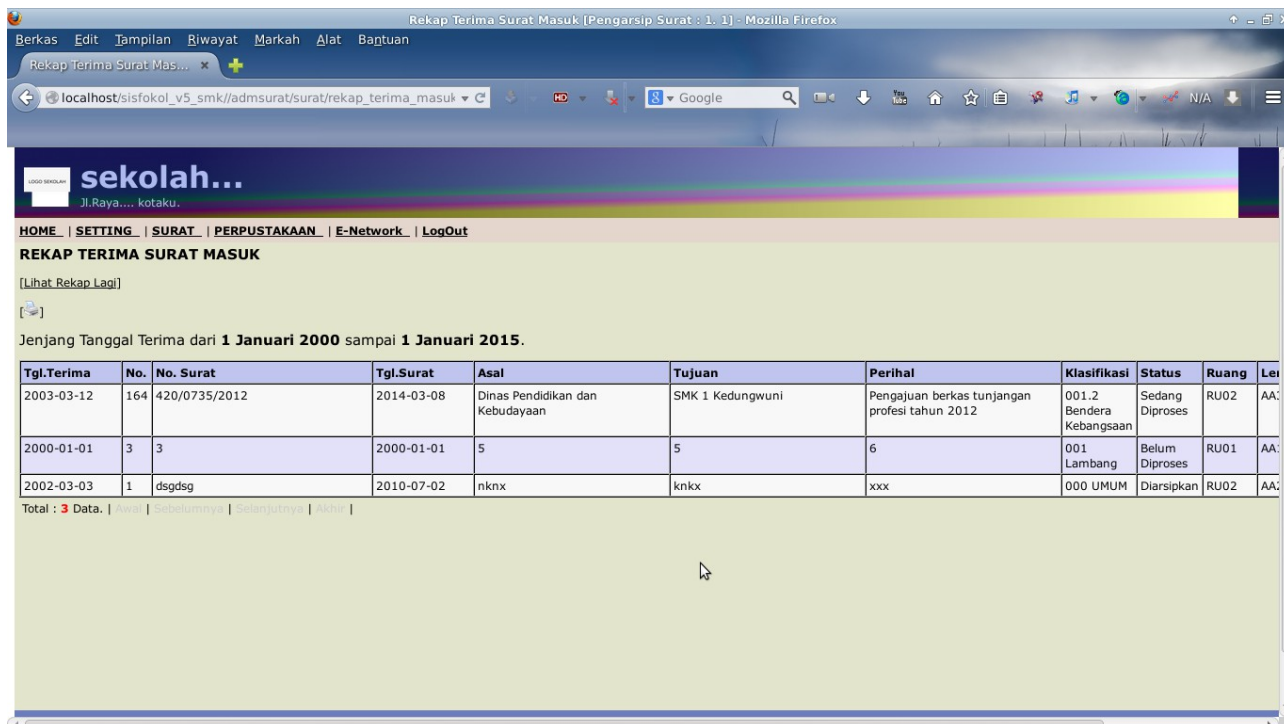 Rekap Terima Surat Masuk [Pengarsip Surat : 1. 1] - Mozilla Firefox
Berkas Edit Tampilan Riwayat Markah Alat Bantuan
Rekap Terima Surat Mas...
localhost/sisfokol_v5_smk//admsurat/surat/rekap_terima_masuk HD Google You Tube N/A
LOGO SEKOLAH
sekolah...
Jl.Raya.... kotaku.
HOME | SETTING | SURAT | PERPUSTAKAAN | E-Network | LogOut
REKAP TERIMA SURAT MASUK
[Lihat Rekap Lagi]
[ ]
Jenjang Tanggal Terima dari 1 Januari 2000 sampai 1 Januari 2015.
Tgl.Terima No. No. Surat Tgl.Surat Asal Tujuan Perihal Klasifikasi Status Ruang
2003-03-12 164 420/0735/2012 2014-03-08 Dinas Pendidikan dan SMK 1 Kedungwuni Pengajuan berkas tunjangan 001.2 Sedang RU02
Kebudayaan profesi tahun 2012 Bendera Diproses
Kebangsaan
2000-01-01 3 3 2000-01-01 5 5 6 001 Belum RU01
Lambang Diproses
2002-03-03 1 dsgdsg 2010-07-02 nknx knkx xxx 000 UMUM Diarsipkan RU02
Total : 3 Data. | Awal | Sebelumnya | Selanjutnya | Akhir |